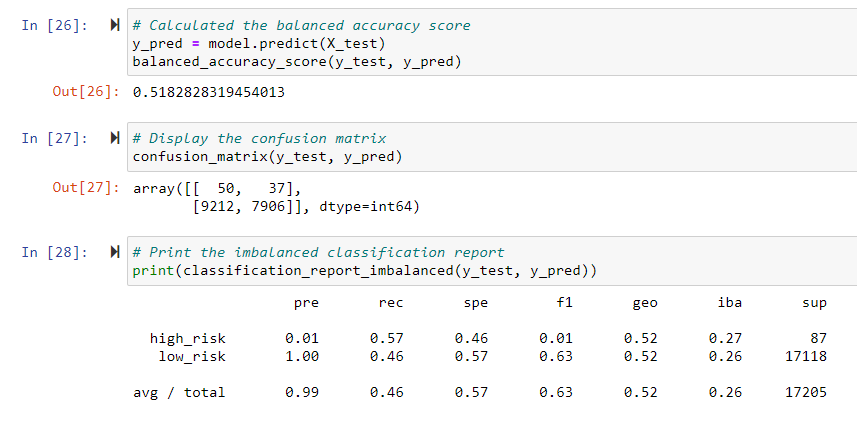 In [26]: # Calculated the balanced accuracy score
y_pred = model.predict(X_test)
balanced_accuracy_score(y_test, y_pred)
Out[26]: 0.5182828319454013
In [27]: # Display the confusion matrix
confusion_matrix(y_test, y_pred)
Out[27]: array([[  50,   37],
       [9212, 7906]], dtype=int64)
In [28]: # Print the imbalanced classification report
print(classification_report_imbalanced(y_test, y_pred))
pre rec spe f1 geo iba sup
high_risk 0.01 0.57 0.46 0.01 0.52 0.27 87
low_risk 1.00 0.46 0.57 0.63 0.52 0.26 17118
avg / total 0.99 0.46 0.57 0.63 0.52 0.26 17205